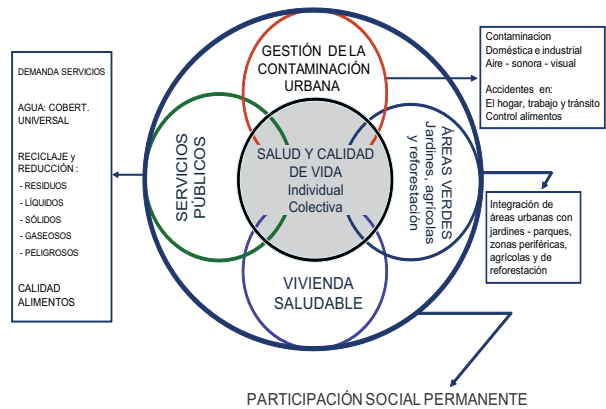 DEMANDA SERVICIOS
AGUA: COBERT.
UNIVERSAL
RECICLAJE y
REDUCCIÓN :
- RESIDUOS
- LÍQUIDOS
- SÓLIDOS
- GASEOSOS
- PELIGROSOS
CALIDAD
ALIMENTOS
GESTIÓN DE LA
CONTAMINACIÓN
URBANA
SERVICIOS
PÚBLICOS
SALUD Y CALIDAD
DE VIDA
Individual
Colectiva
ÁREAS VERDES
Jardines, agrícolas
y reforestación
VIVIENDA
SALUDABLE
Contaminacion
Doméstica e industrial
Aire - sonora - visual
Accidentes en:
El hogar, trabajo y tránsito
Control alimentos
Integración de
áreas urbanas con
jardines - parques,
zonas periféricas,
agrícolas y de
reforestación
PARTICIPACIÓN SOCIAL PERMANENTE